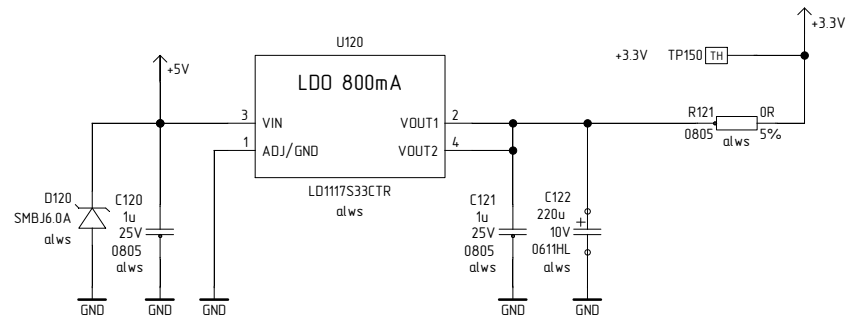 +3.3V
U120
+3.3V TP150 TH
+5V
LDO 800mA
R121 0R
0805 5%
alws
3 VIN VOUT1 2
1 ADJ/GND VOUT2 4
LD1117S33CTR
alws
D120
SMBJ6.0A
alws
C120
1u
25V
0805
alws
C121
1u
25V
0805
alws
C122
220u
+
10V
0611HL
alws
GND GND GND GND GND